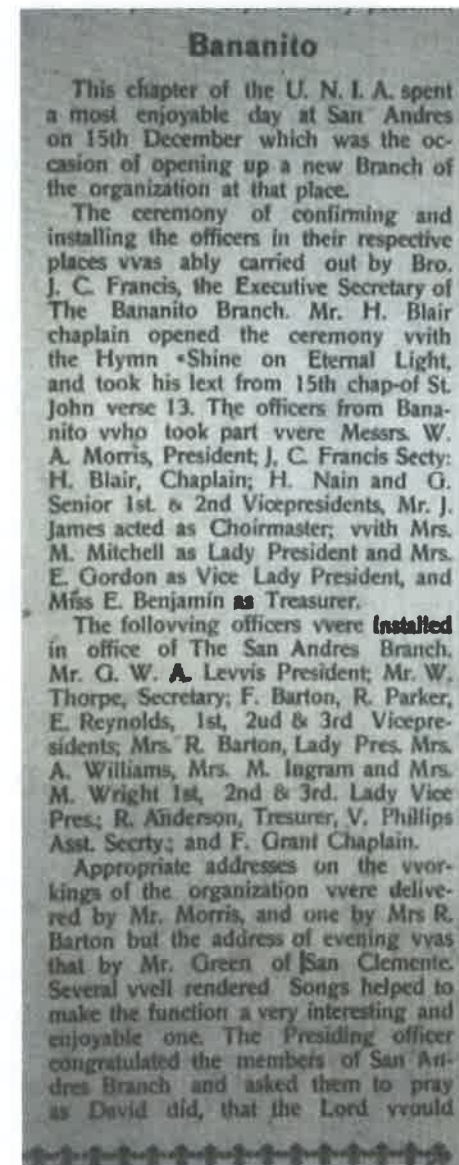 Bananito
This chapter of the U. N. I. A. spent
a most enjoyable day at San Andres
on 15th December which was the oc-
casion of opening up a new Branch of
the organization at that place.
The ceremony of confirming and
installing the officers in their respective
places vvas ably carried out by Bro.
J. C. Francis, the Executive Secretary of
The Bananito Branch. Mr. H. Blair
chaplain opened the ceremony vvith
the Hymn «Shine on Eternal Light,
and took his lext from 15th chap-of St.
John verse 13. The officers from Bana-
nito vvho took part vvere Messrs. W.
A. Morris, President; J, C. Francis Secty:
H. Blair, Chaplain; H. Nain and G.
Senior 1st. & 2nd Vicepresidents, Mr. J.
James acted as Choirmaster; vvith Mrs.
M. Mitchell as Lady President and Mrs.
E. Gordon as Vice Lady President, and
Miss E. Benjamin as Treasurer.
The follovving officers vvere installed
in office of The San Andres Branch.
Mr. G. W. A. Levvis President; Mr. W.
Thorpe, Secretary; F. Barton, R. Parker,
E. Reynolds, 1st, 2ud & 3rd Vicepre-
sidents; Mrs. R. Barton, Lady Pres. Mrs.
A. Williams, Mrs. M. Ingram and Mrs.
M. Wright 1st, 2nd & 3rd. Lady Vice
Pres.; R. Anderson, Tresurer, V. Phillips
Asst. Secrty.; and F. Grant Chaplain.
Appropriate addresses on the vvor-
kings of the organization vvere delive-
red by Mr. Morris, and one by Mrs R.
Barton but the address of evening vvas
that by Mr. Green of San Clemente.
Several vvell rendered Songs helped to
make the function a very interesting and
enjoyable one. The Presiding officer
congratulated the members of San An-
dres Branch and asked them to pray
as David did, that the Lord vvould